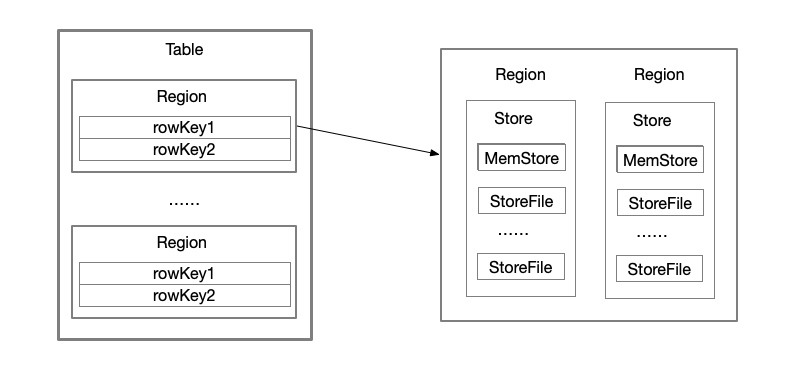 Table
Region
rowKey1
rowKey2
......
Region
rowKey1
rowKey2
Region
Store
MemStore
StoreFile
......
StoreFile
Region
Store
MemStore
StoreFile
......
StoreFile